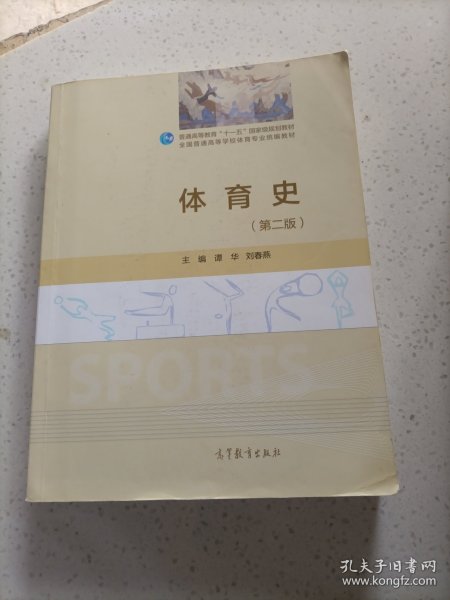 普通高等教育“十一五”国家级规划教材
全国普通高等学校体育专业统编教材
体育史
（第二版）
主 编 谭 华 刘春燕
SPORTS
高等教育出版社
孔夫子旧书网
www.kongfz.com